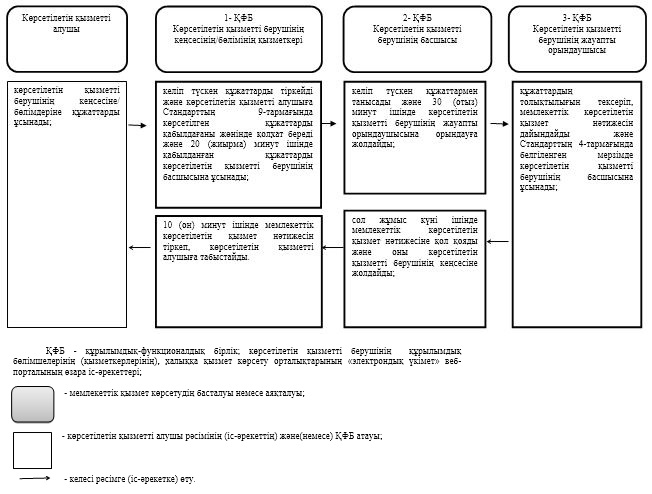 Көрсетілетін қызметті
алушы
1- ҚФБ
Көрсетілетін қызметті берушінің
кеңсесінің/бөлімінің қызметкері
2- ҚФБ
Көрсетілетін қызметті
берушінің басшысы
3- ҚФБ
Көрсетілетін қызметті
берушінің жауапты
орындаушысы
көрсетілетін қызметті
берушінің кеңсесіне/
бөлімдеріне құжаттарды
ұсынады;
келіп түскен құжаттарды тіркейді
және көрсетілетін қызметті алушыға
Стандарттың 9-тармағында
көрсетілген құжаттарды
қабылдағаны жөнінде қолхат береді
және 20 (жиырма) минут ішінде
қабылданған құжаттарды
көрсетілетін қызметті берушінің
басшысына ұсынады;
келіп түскен құжаттармен
танысады және 30 (отыз)
минут ішінде көрсетілетін
қызметті берушінің жауапты
орындаушысына орындауға
жолдайды;
құжаттардың
толықтылығын тексеріп,
мемлекеттік көрсетілетін
қызмет нәтижесін
дайындайды және
Стандарттың 4-тармағында
белгіленген мерзімде
көрсетілетін қызметті
берушінің басшысына
ұсынады;
10 (он) минут ішінде мемлекеттік
көрсетілетін қызмет нәтижесін
тіркеп, көрсетілетін қызметті
алушыға табыстайды.
сол жұмыс күні ішінде
мемлекеттік көрсетілетін
қызмет нәтижесіне қол қояды
және оны көрсетілетін
қызметті берушінің кеңсесіне
жолдайды;
ҚФБ - құрылымдық-функционалдық бірлік; көрсетілетін қызметті берушінің құрылымдық
бөлімшелерінің (қызметкерлерінің), халыққа қызмет көрсету орталықтарының «электрондық үкімет» веб-
порталының өзара іс-әрекеттері;
- мемлекеттік қызмет көрсетудің басталуы немесе аяқталуы;
- көрсетілетін қызметті алушы рәсімінің (іс-әрекеттің) және(немесе) ҚФБ атауы;
- келесі рәсімге (іс-әрекетке) өту.